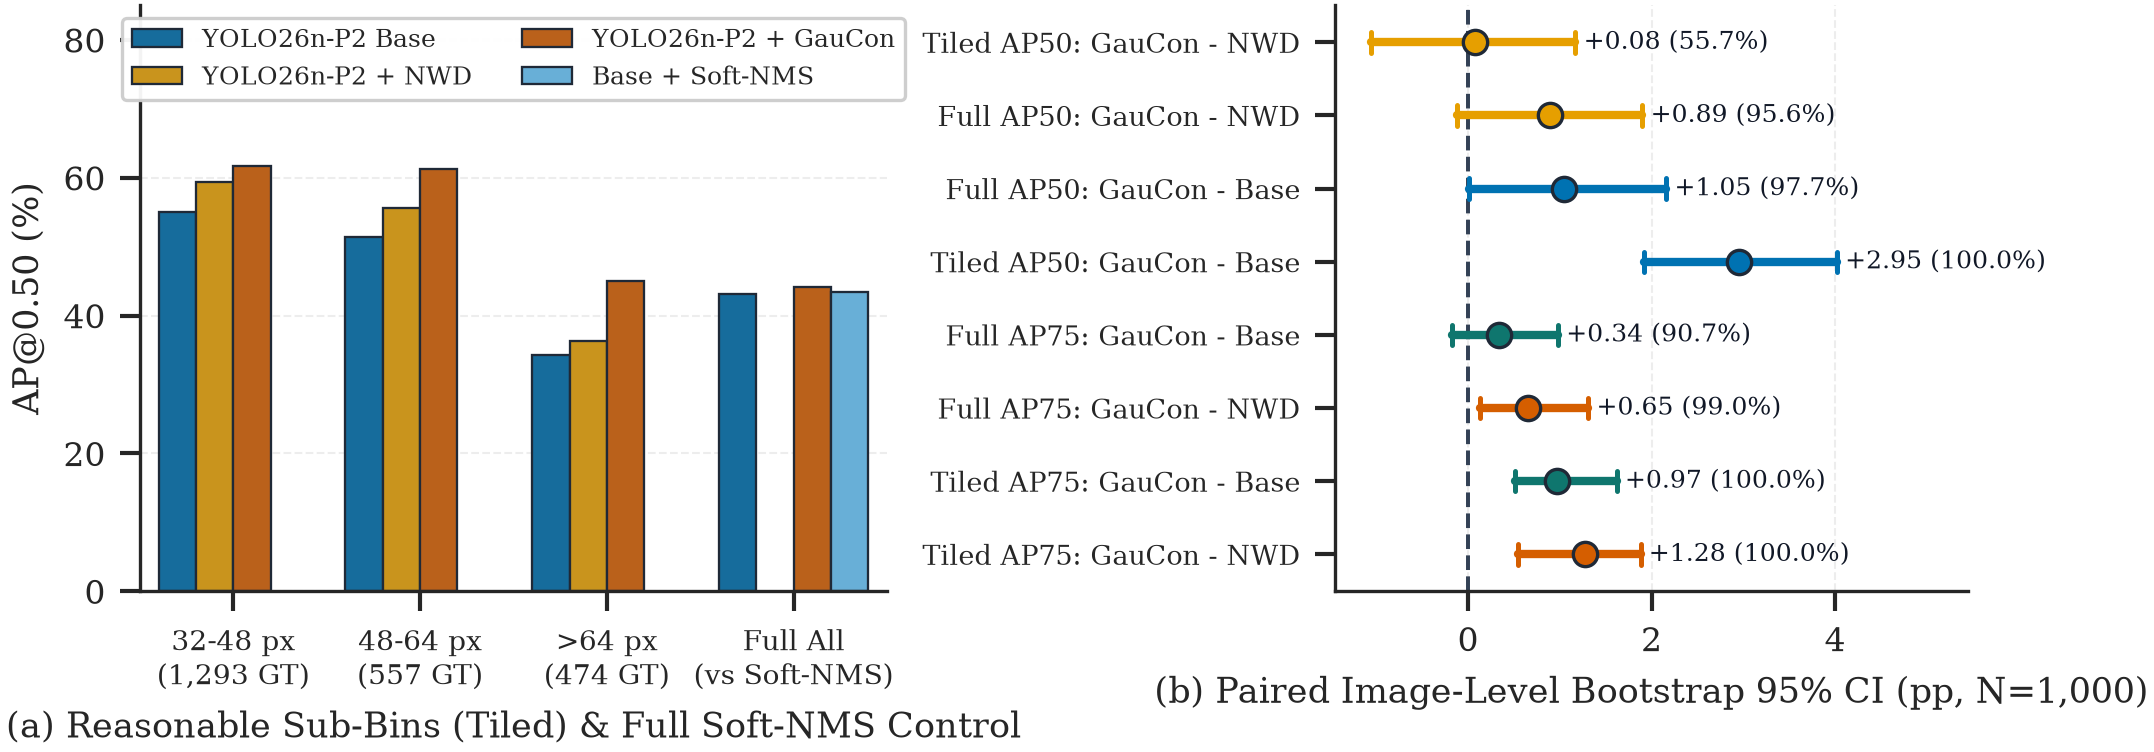 YOLO26n-P2 Base
YOLO26n-P2 + NWD
YOLO26n-P2 + GauCon
Base + Soft-NMS
AP@0.50 (%)
80
60
40
20
0
32-48 px
(1,293 GT)
48-64 px
(557 GT)
>64 px
(474 GT)
Full All
(vs Soft-NMS)
(a) Reasonable Sub-Bins (Tiled) & Full Soft-NMS Control
Tiled AP50: GauCon - NWD
+0.08 (55.7%)
Full AP50: GauCon - NWD
+0.89 (95.6%)
Full AP50: GauCon - Base
+1.05 (97.7%)
Tiled AP50: GauCon - Base
+2.95 (100.0%)
Full AP75: GauCon - Base
+0.34 (90.7%)
Full AP75: GauCon - NWD
+0.65 (99.0%)
Tiled AP75: GauCon - Base
+0.97 (100.0%)
Tiled AP75: GauCon - NWD
+1.28 (100.0%)
0 2 4
(b) Paired Image-Level Bootstrap 95% CI (pp, N=1,000)